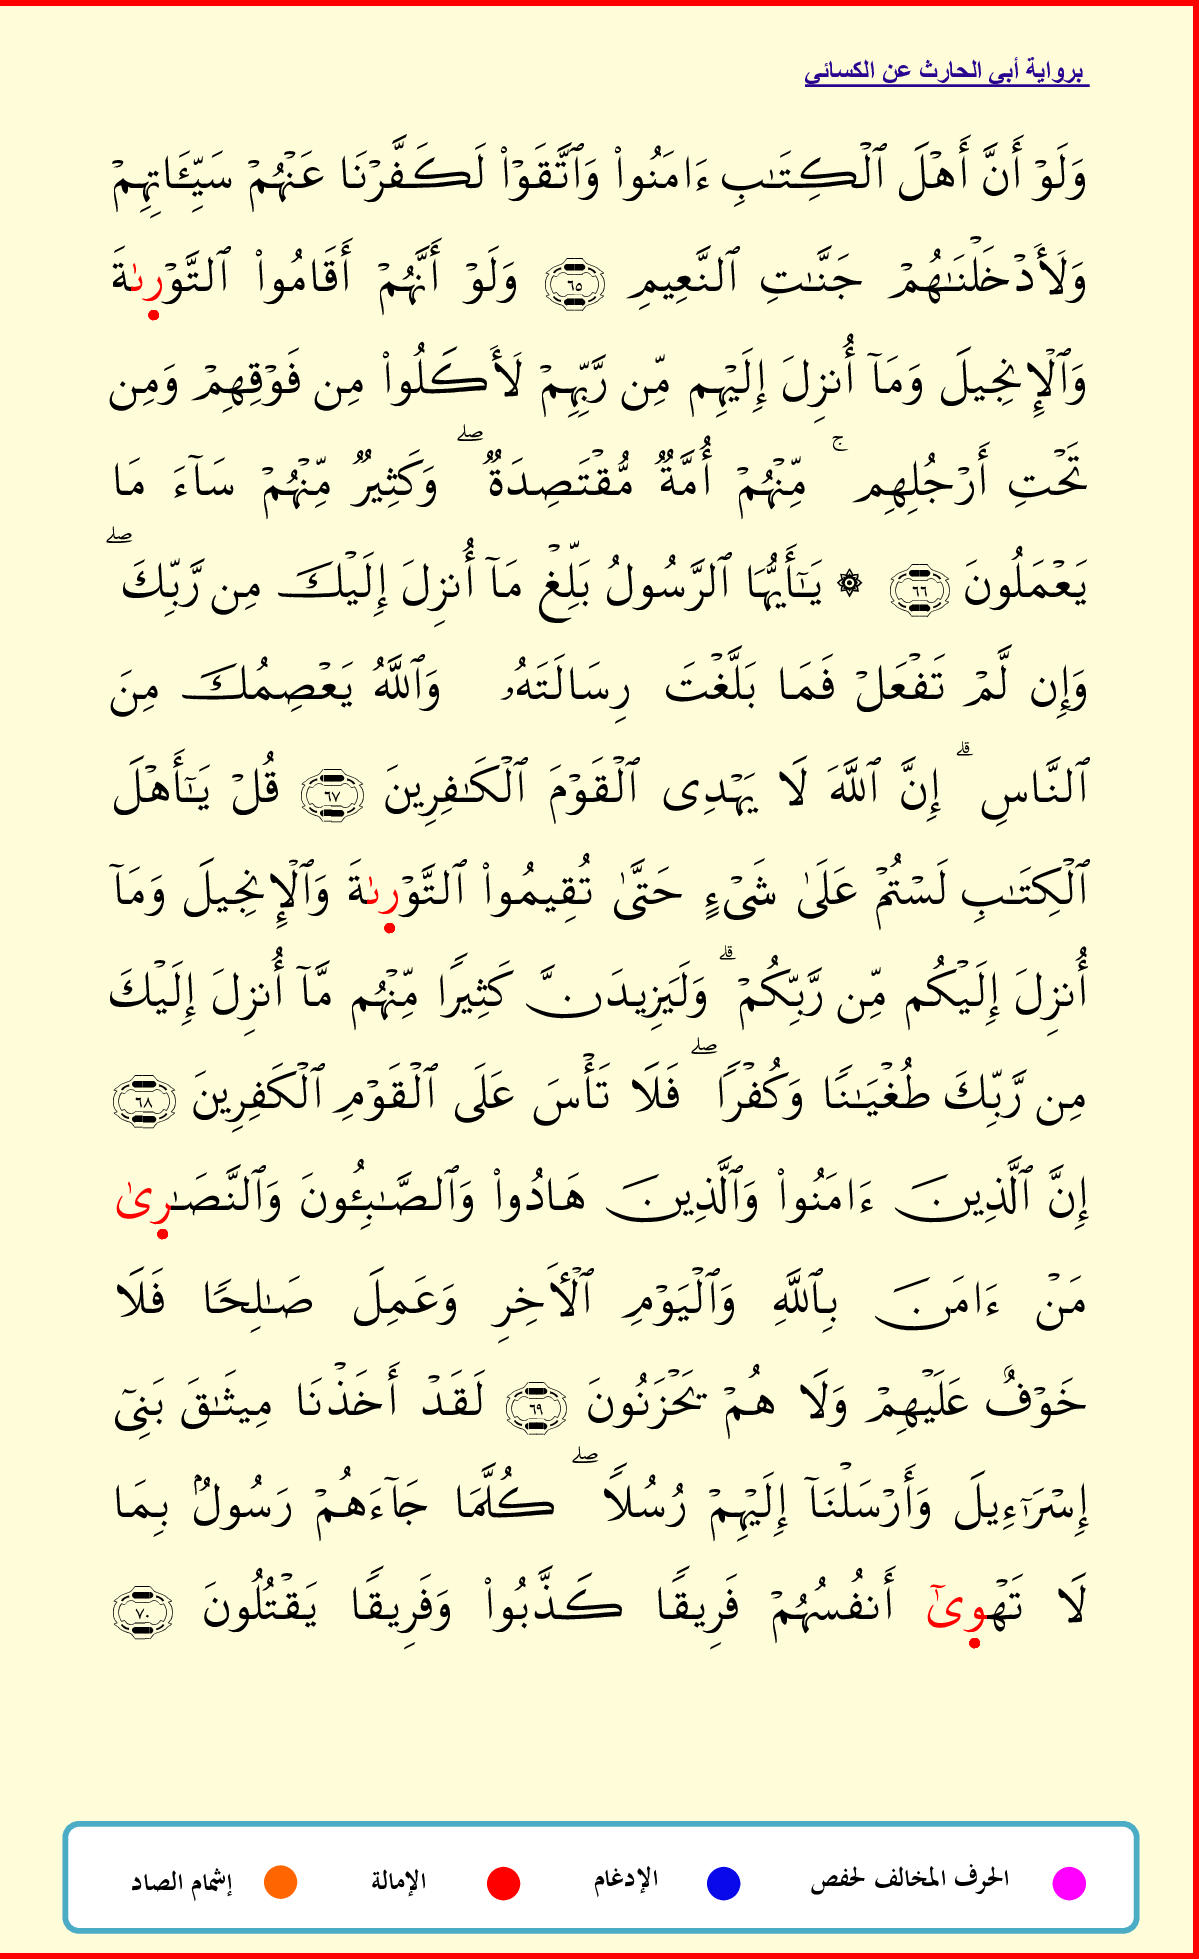 برواية أبي الحارث عن الكسائي
وَلَوۡ أَنَّ أَهۡلَ ٱلۡكِتَٰبِ ءَامَنُواْ وَٱتَّقَوۡاْ لَكَفَّرۡنَا عَنۡهُمۡ سَيِّـَٔاتِهِمۡ
وَلَأَدۡخَلۡنَٰهُمۡ جَنَّٰتِ ٱلنَّعِيمِ ٦٥ وَلَوۡ أَنَّهُمۡ أَقَامُواْ ٱلتَّوۡرىٰةَ
وَٱلۡإِنجِيلَ وَمَآ أُنزِلَ إِلَيۡهِم مِّن رَّبِّهِمۡ لَأَكَلُواْ مِن فَوۡقِهِمۡ وَمِن
تَحۡتِ أَرۡجُلِهِمۚ مِّنۡهُمۡ أُمَّةٞ مُّقۡتَصِدَةٞۖ وَكَثِيرٞ مِّنۡهُمۡ سَآءَ مَا
يَعۡمَلُونَ ٦٦ ۞ يَٰٓأَيُّهَا ٱلرَّسُولُ بَلِّغۡ مَآ أُنزِلَ إِلَيۡكَ مِن رَّبِّكَۖ
وَإِن لَّمۡ تَفۡعَلۡ فَمَا بَلَّغۡتَ رِسَالَتَهُۥ وَٱللَّهُ يَعۡصِمُكَ مِنَ
ٱلنَّاسِۗ إِنَّ ٱللَّهَ لَا يَهۡدِى ٱلۡقَوۡمَ ٱلۡكَٰفِرِينَ ٦٧ قُلۡ يَٰٓأَهۡلَ
ٱلۡكِتَٰبِ لَسۡتُمۡ عَلَىٰ شَىۡءٍ حَتَّىٰ تُقِيمُواْ ٱلتَّوۡرىٰةَ وَٱلۡإِنجِيلَ وَمَآ
أُنزِلَ إِلَيۡكُم مِّن رَّبِّكُمۡۗ وَلَيَزِيدَنَّ كَثِيرًا مِّنۡهُم مَّآ أُنزِلَ إِلَيۡكَ
مِن رَّبِّكَ طُغۡيَٰنًا وَكُفۡرًاۖ فَلَا تَأۡسَ عَلَى ٱلۡقَوۡمِ ٱلۡكَفِرِينَ ٦٨
إِنَّ ٱلَّذِينَ ءَامَنُواْ وَٱلَّذِينَ هَادُواْ وَٱلصَّٰبِـُٔونَ وَٱلنَّصَٰرِىٰ
مَنۡ ءَامَنَ بِٱللَّهِ وَٱلۡيَوۡمِ ٱلۡأٓخِرِ وَعَمِلَ صَٰلِحًا فَلَا
خَوۡفٌ عَلَيۡهِمۡ وَلَا هُمۡ يَحۡزَنُونَ ٦٩ لَقَدۡ أَخَذۡنَا مِيثَٰقَ بَنِىٓ
إِسۡرَٰٓءِيلَ وَأَرۡسَلۡنَآ إِلَيۡهِمۡ رُسُلًاۖ كُلَّمَا جَآءَهُمۡ رَسُولُۢ بِمَا
لَا تَهۡوِىٰٓ أَنفُسُهُمۡ فَرِيقًا كَذَّبُواْ وَفَرِيقًا يَقۡتُلُونَ ٧٠
الحرف المخالف لحفص الإدغام الإمالة إشمام الصاد